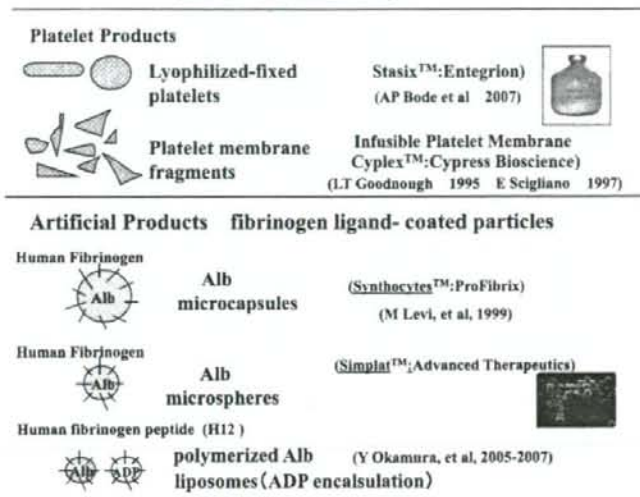 Platelet Products
Lyophilized-fixed Stasix™:Entegrion)
platelets (AP Bode et al 2007)
Platelet membrane Infusible Platelet Membrane
fragments Cyplex™:Cypress Bioscience)
(LT Goodnough 1995 E Scigliano 1997)
Artificial Products fibrinogen ligand- coated particles
Human Fibrinogen
Alb Alb (Synthocytes™:ProFibrix)
microcapsules (M Levi, et al, 1999)
Human Fibrinogen
Alb Alb (Simplat™:Advanced Therapeutics)
microspheres
Human fibrinogen peptide (H12 )
Alb ADP polymerized Alb (Y Okamura, et al, 2005-2007)
liposomes(ADP encalsulation)